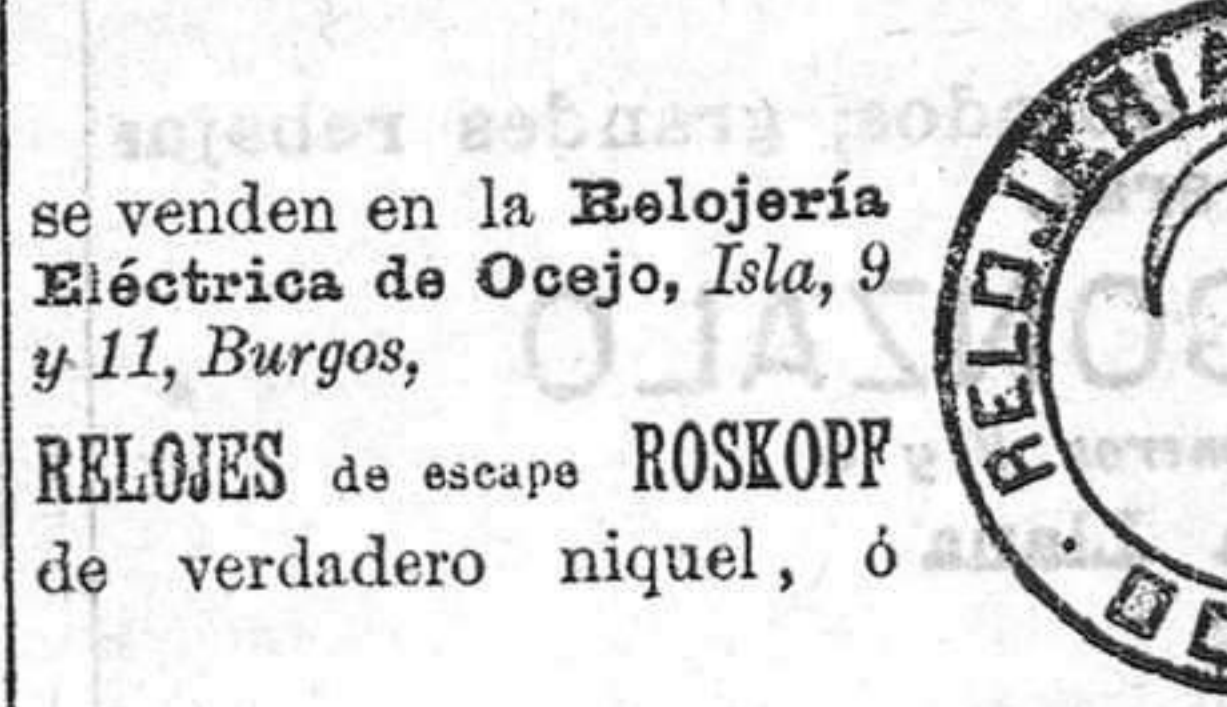 se venden en la Relojería
Eléctrica de Ocejo, Isla, 9
y 11, Burgos,
RELOJES de escape ROSKOPF
de verdadero niquel, ó
RELOJERIA